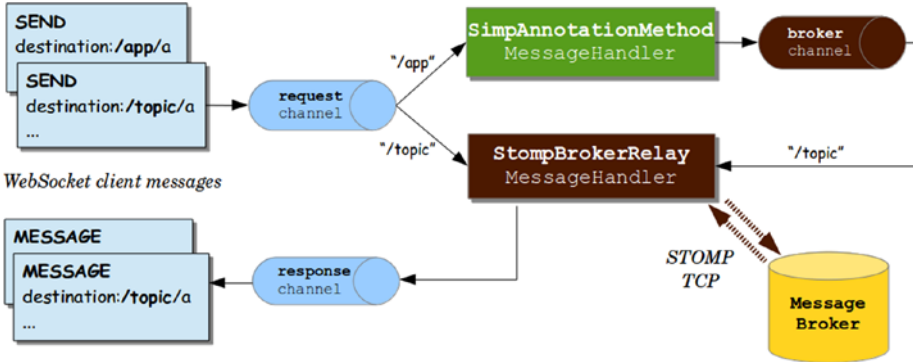 SEND
destination:/app/a
SEND
destination:/topic/a
...
WebSocket client messages
request
channel
"/app"
"/topic"
SimpAnnotationMethod
MessageHandler
broker
channel
"/topic"
StompBrokerRelay
MessageHandler
STOMP
TCP
Message
Broker
response
channel
MESSAGE
MESSAGE
destination:/topic/a
...